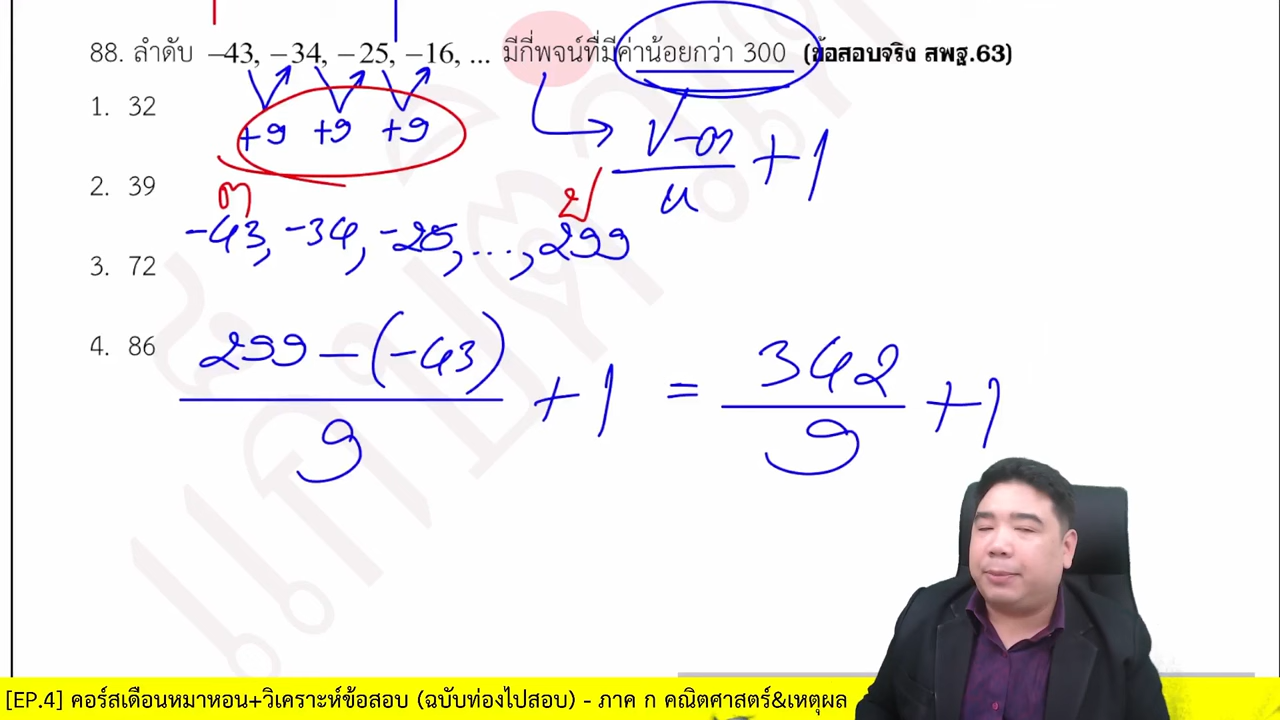 88. ลำดับ −43, −34, −25, −16, ... มีกี่พจน์ที่มีค่าน้อยกว่า 300 (ข้อสอบจริง สพฐ.63)
1. 32
+9 +9 +9
ป-ต
น
+1
2. 39
ต ป
-43, -34, -25, ..., 299
3. 72
4. 86
299 - (-43)
9
+ 1 =
342
9
+1
[EP.4] คอร์สเดือนหมาหอน+วิเคราะห์ข้อสอบ (ฉบับท่องไปสอบ) - ภาค ก คณิตศาสตร์&เหตุผล